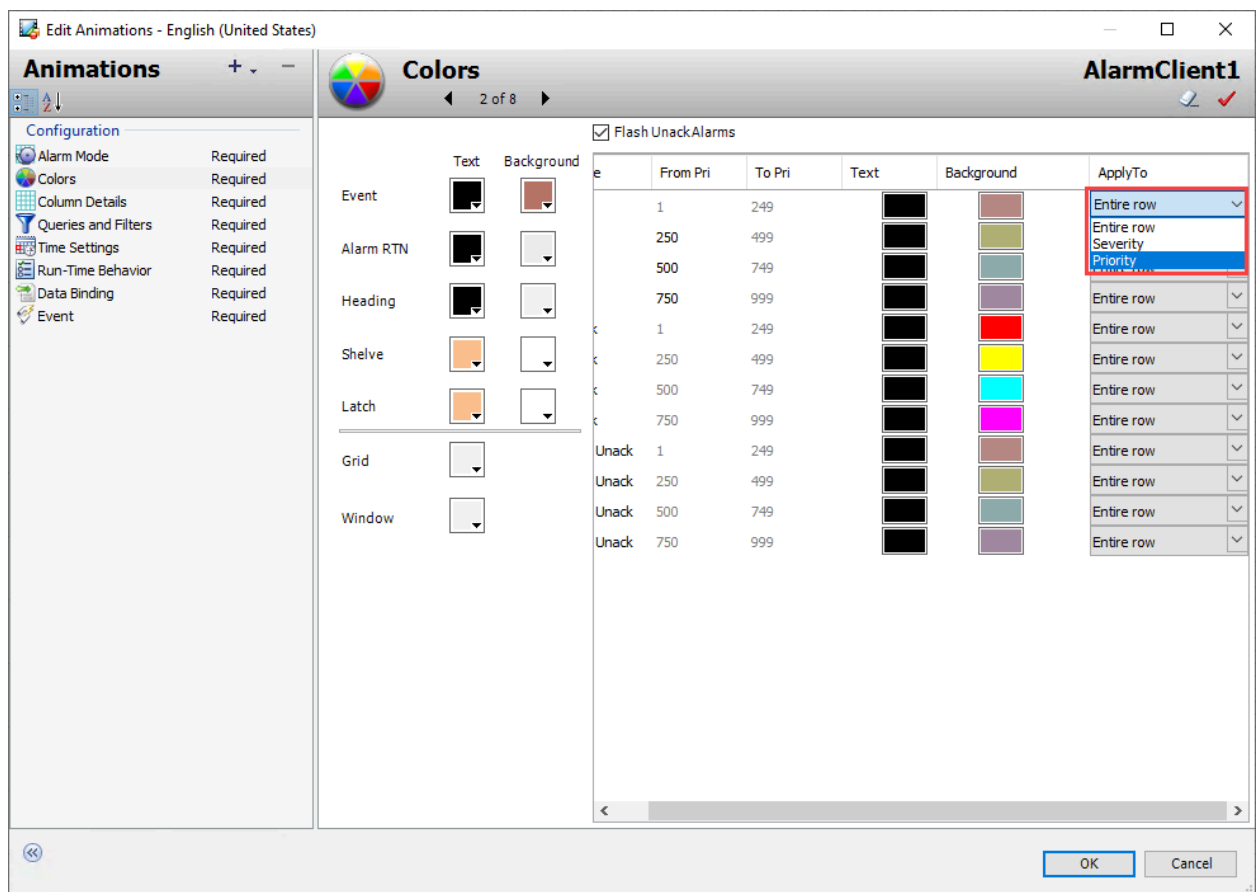 Edit Animations - English (United States)
Animations
Colors
AlarmClient1
2 of 8
Configuration
Alarm Mode Required
Colors Required
Column Details Required
Queries and Filters Required
Time Settings Required
Run-Time Behavior Required
Data Binding Required
Event Required
Text Background
Event
Alarm RTN
Heading
Shelve
Latch
Grid
Window
Flash UnackAlarms
e From Pri To Pri Text Background ApplyTo
1 249 Entire row
Entire row
Severity
Priority
250 499
500 749
750 999 Entire row
k 1 249 Entire row
k 250 499 Entire row
k 500 749 Entire row
k 750 999 Entire row
Unack 1 249 Entire row
Unack 250 499 Entire row
Unack 500 749 Entire row
Unack 750 999 Entire row
OK Cancel